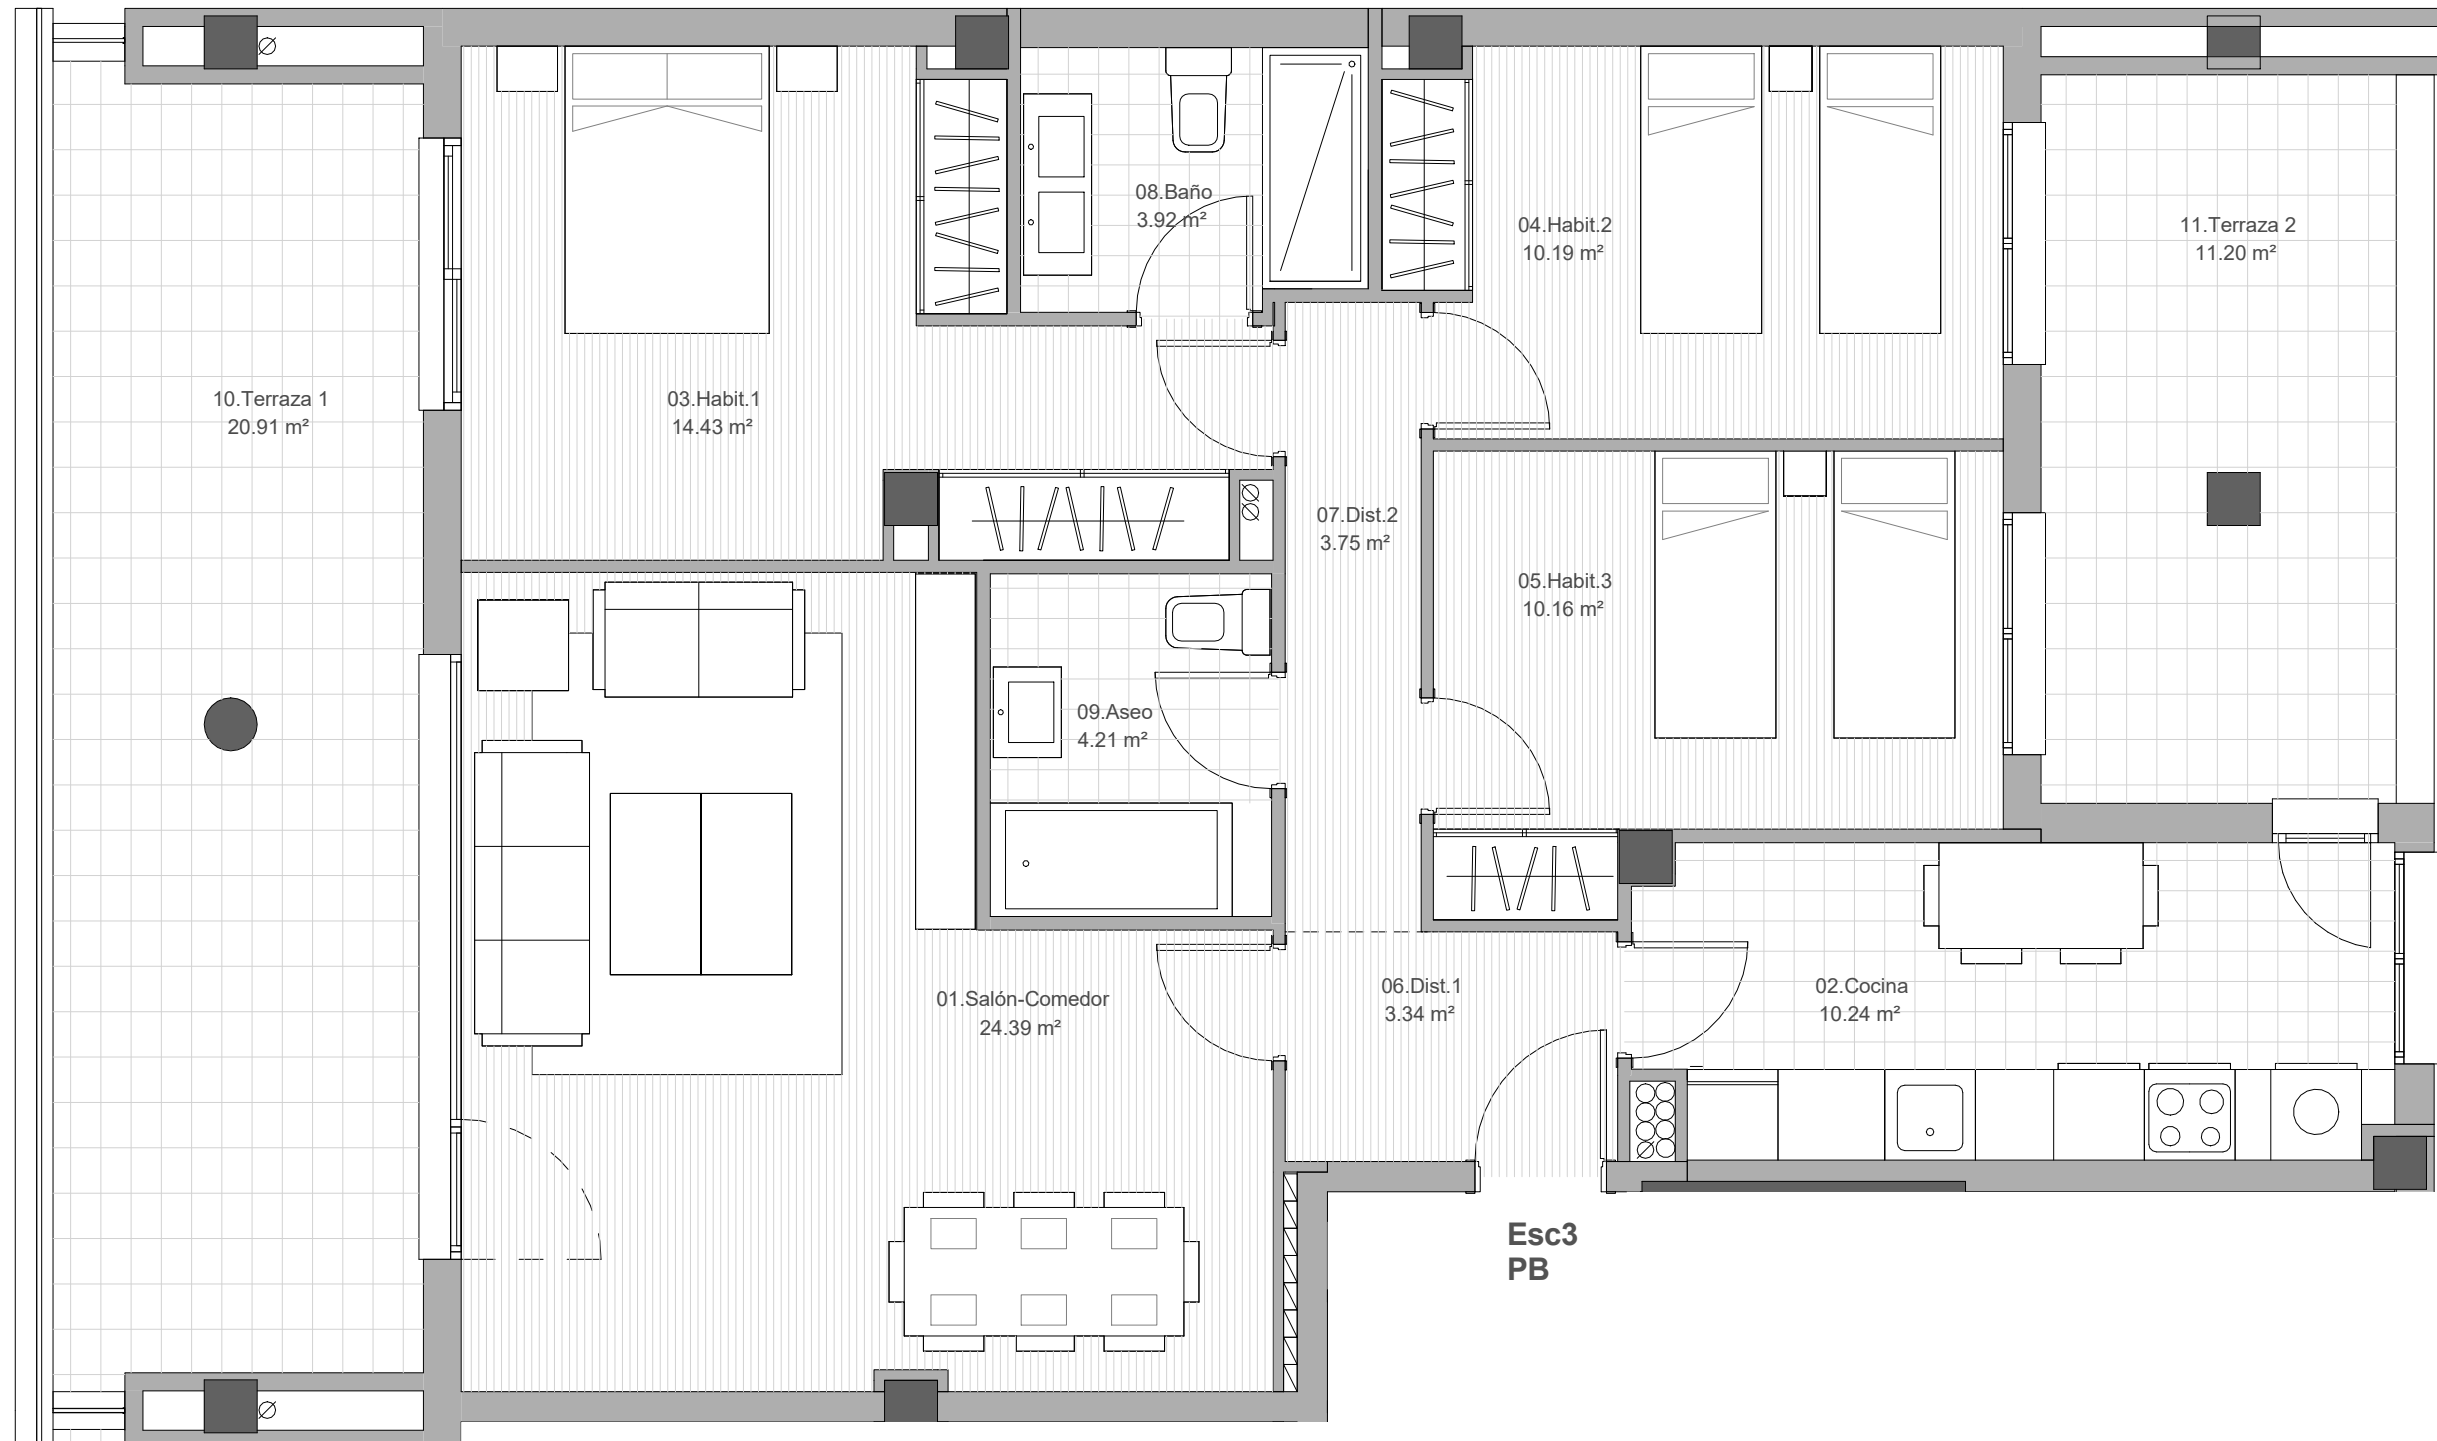 08.Baño
3.92 m²
04.Habit.2
10.19 m²
11.Terraza 2
11.20 m²
10.Terraza 1
20.91 m²
03.Habit.1
14.43 m²
07.Dist.2
3.75 m²
05.Habit.3
10.16 m²
09.Aseo
4.21 m²
01.Salón-Comedor
24.39 m²
06.Dist.1
3.34 m²
02.Cocina
10.24 m²
Esc3
PB